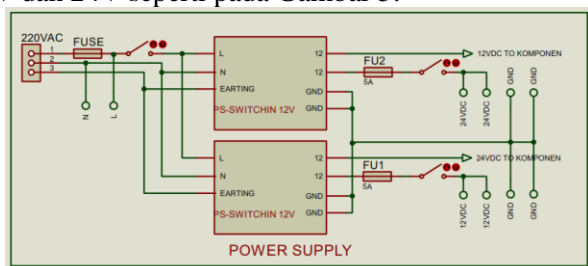 dan 24V seperti pada Gambar 3.
220VAC
FUSE
1
2
3
N
L
L
N
EARTING
PS-SWITCHIN 12V
12
12
GND
GND
FU2
5A
12VDC TO KOMPONEN
24VDC
24VDC
GND
GND
L
N
EARTING
PS-SWITCHIN 12V
12
12
GND
GND
FU1
5A
24VDC TO KOMPONEN
12VDC
12VDC
GND
GND
POWER SUPPLY